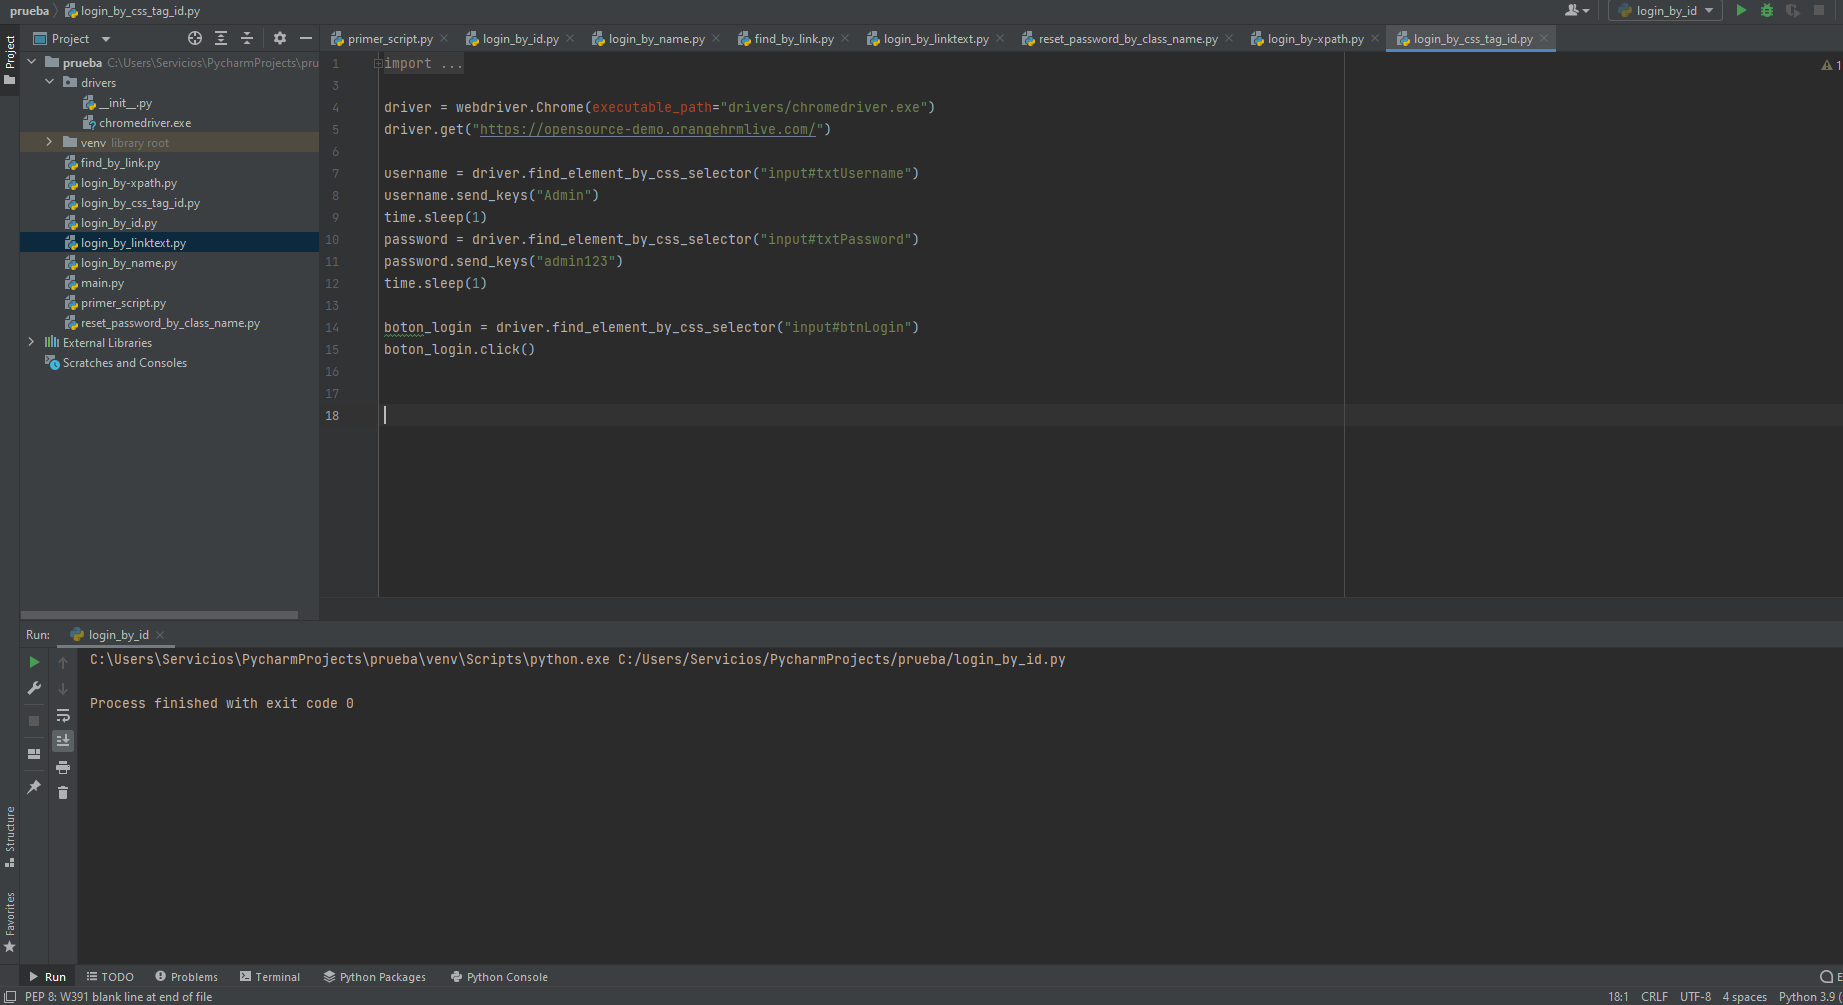 prueba login_by_css_tag_id.py login_by_id
Project
Project primer_script.py login_by_id.py login_by_name.py find_by_link.py login_by_linktext.py reset_password_by_class_name.py login_by-xpath.py login_by_css_tag_id.py
prueba C:\Users\Servicios\PycharmProjects\pru
drivers
__init__.py
chromedriver.exe
venv library root
find_by_link.py
login_by-xpath.py
login_by_css_tag_id.py
login_by_id.py
login_by_linktext.py
login_by_name.py
main.py
primer_script.py
reset_password_by_class_name.py
External Libraries
Scratches and Consoles
1 import ...
1
3
4 driver = webdriver.Chrome(executable_path="drivers/chromedriver.exe")
5 driver.get("https://opensource-demo.orangehrmlive.com/")
6
7 username = driver.find_element_by_css_selector("input#txtUsername")
8 username.send_keys("Admin")
9 time.sleep(1)
10 password = driver.find_element_by_css_selector("input#txtPassword")
11 password.send_keys("admin123")
12 time.sleep(1)
13
14 boton_login = driver.find_element_by_css_selector("input#btnLogin")
15 boton_login.click()
16
17
18
Run: login_by_id
C:\Users\Servicios\PycharmProjects\prueba\venv\Scripts\python.exe C:/Users/Servicios/PycharmProjects/prueba/login_by_id.py
Process finished with exit code 0
Structure
Favorites
Run TODO Problems Terminal Python Packages Python Console E
PEP 8: W391 blank line at end of file 18:1 CRLF UTF-8 4 spaces Python 3.9 (